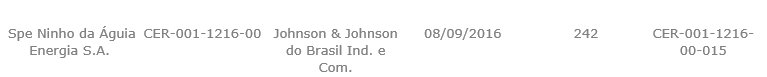 Spe Ninho da Águia CER-001-1216-00 Johnson & Johnson 08/09/2016 242 CER-001-1216-
Energia S.A. do Brasil Ind. e 00-015
Com.